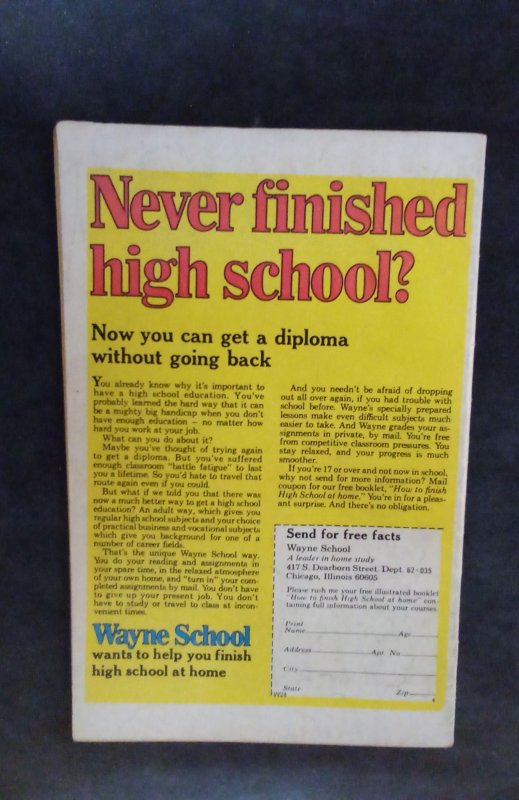 Never finished
high school?
Now you can get a diploma
without going back
You already know why it's important to
have a high school education. You've
probably learned the hard way that it can
be a mighty big handicap when you don't
have enough education – no matter how
hard you work at your job.
What can you do about it?
Maybe you've thought of trying again
to get a diploma. But you've suffered
enough classroom "battle fatigue" to last
you a lifetime. So you'd hate to travel that
route again even if you could.
But what if we told you that there was
now a much better way to get a high school
education? An adult way, which gives you
regular high school subjects and your choice
of practical business and vocational subjects
which give you background for one of a
number of career fields.
That's the unique Wayne School way.
You do your reading and assignments in
your spare time, in the relaxed atmosphere
of your own home, and "turn in" your com-
pleted assignments by mail. You don't have
to give up your present job. You don't
have to study or travel to class at incon-
venient times.
Wayne School
wants to help you finish
high school at home
And you needn't be afraid of dropping
out all over again, if you had trouble with
school before. Wayne's specially prepared
lessons make even difficult subjects much
easier to take. And Wayne grades your as-
signments in private, by mail. You're free
from competitive classroom pressures. You
stay relaxed, and your progress is much
smoother.
If you're 17 or over and not now in school,
why not send for more information? Mail
coupon for our free booklet, "How to finish
High School at home." You're in for a pleas-
ant surprise. And there's no obligation.
Send for free facts
Wayne School
A leader in home study
417 S. Dearborn Street, Dept. 62-035
Chicago, Illinois 60605
Please rush me your free illustrated booklet
"How to finish High School at home" con-
taining full information about your courses.
Print
Name Age
Address Apt No
City
State Zip
W24